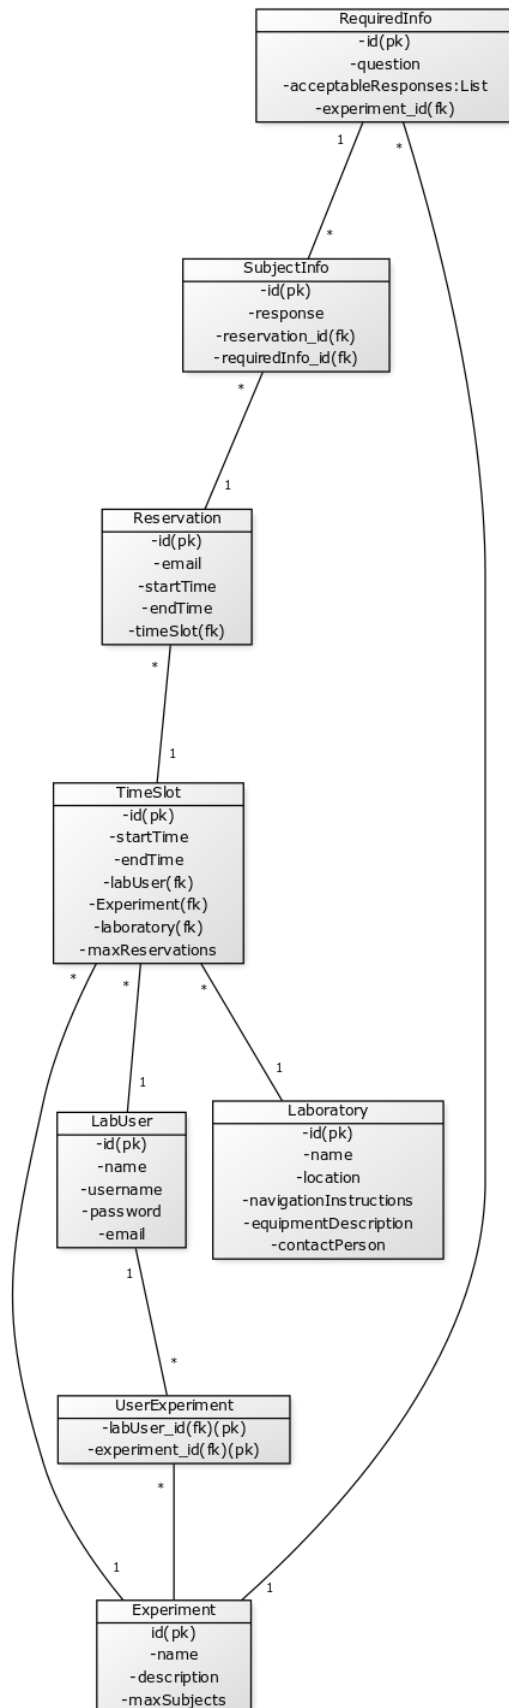 RequiredInfo
-id(pk)
-question
-acceptableResponses:List
-experiment_id(fk)
1
*
*
SubjectInfo
-id(pk)
-response
-reservation_id(fk)
-requiredInfo_id(fk)
*
1
Reservation
-id(pk)
-email
-startTime
-endTime
-timeSlot(fk)
*
1
TimeSlot
-id(pk)
-startTime
-endTime
-labUser(fk)
-Experiment(fk)
-laboratory(fk)
-maxReservations
*
*
*
1
1
LabUser
-id(pk)
-name
-username
-password
-email
Laboratory
-id(pk)
-name
-location
-navigationInstructions
-equipmentDescription
-contactPerson
1
*
UserExperiment
-labUser_id(fk)(pk)
-experiment_id(fk)(pk)
*
1
1
Experiment
id(pk)
-name
-description
-maxSubjects